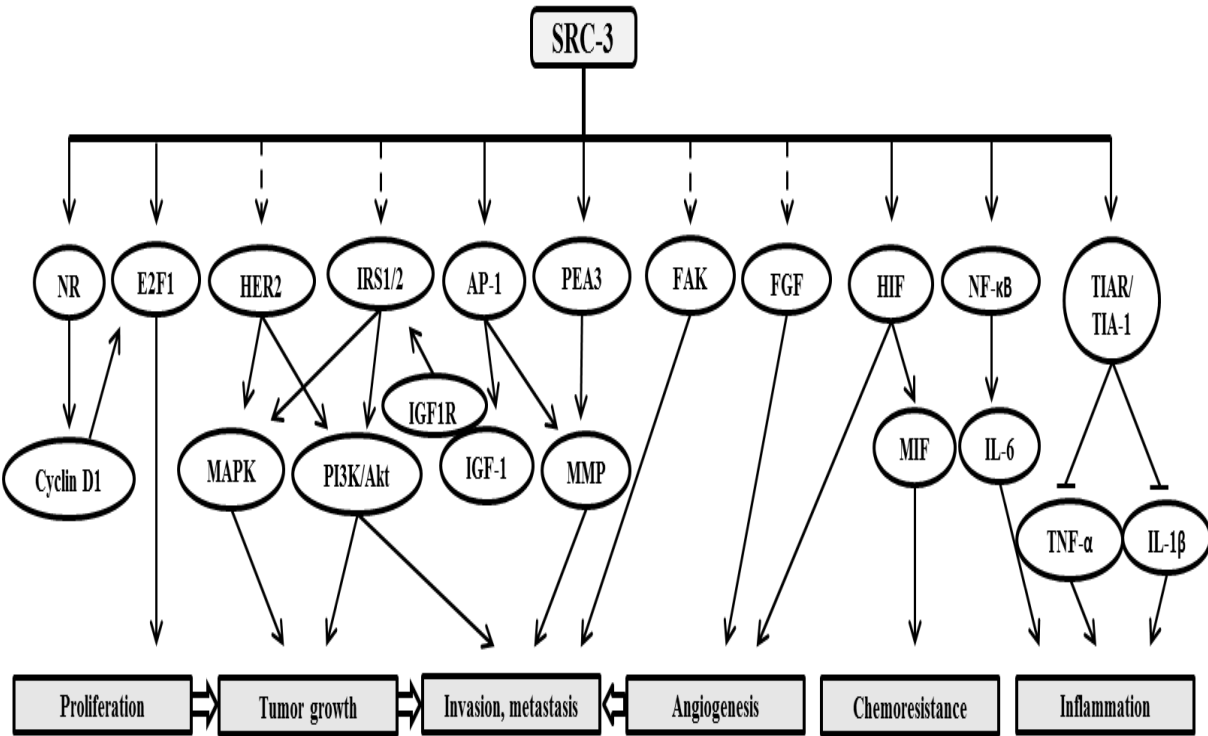 SRC-3
NR
E2F1
HER2
IRS1/2
AP-1
PEA3
FAK
FGF
HIF
NF-κB
TIAR/
TIA-1
IGF1R
Cyclin D1
MAPK
PI3K/Akt
IGF-1
MMP
MIF
IL-6
TNF-α
IL-1β
Proliferation
Tumor growth
Invasion, metastasis
Angiogenesis
Chemoresistance
Inflammation